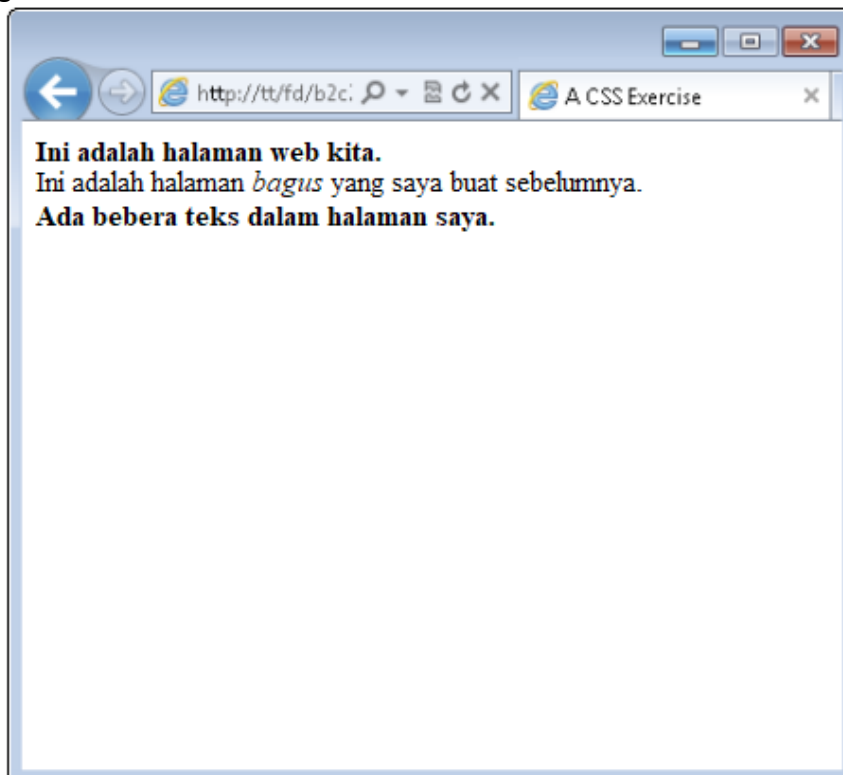 http://tt/fd/b2c
A CSS Exercise
Ini adalah halaman web kita.
Ini adalah halaman bagus yang saya buat sebelumnya.
Ada bebera teks dalam halaman saya.